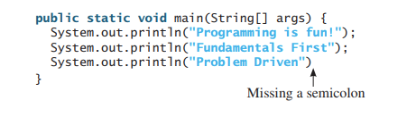 public static void main(String[] args) {
System.out.println("Programming is fun!");
System.out.println("Fundamentals First");
System.out.println("Problem Driven")
}
Missing a semicolon